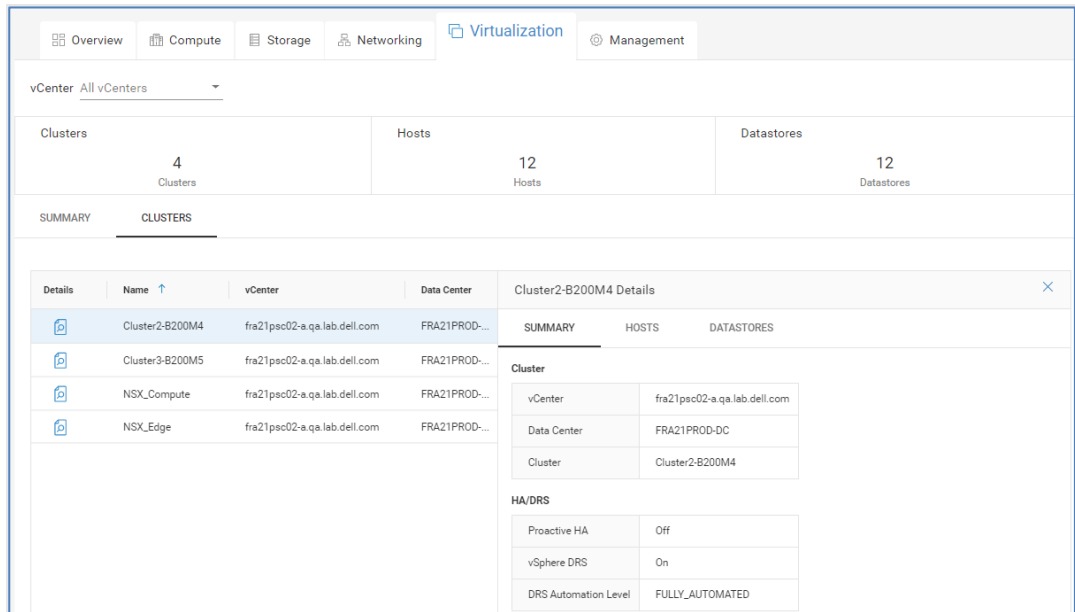 Overview Compute Storage Networking Virtualization Management
vCenter All vCenters
Clusters Hosts Datastores
4 12 12
Clusters Hosts Datastores
SUMMARY CLUSTERS
Details Name ↑ vCenter Data Center
Cluster2-B200M4 fra21psc02-a.qa.lab.dell.com FRA21PROD-...
Cluster3-B200M5 fra21psc02-a.qa.lab.dell.com FRA21PROD-...
NSX_Compute fra21psc02-a.qa.lab.dell.com FRA21PROD-...
NSX_Edge fra21psc02-a.qa.lab.dell.com FRA21PROD-...
Cluster2-B200M4 Details
SUMMARY HOSTS DATASTORES
Cluster
vCenter fra21psc02-a.qa.lab.dell.com
Data Center FRA21PROD-DC
Cluster Cluster2-B200M4
HA/DRS
Proactive HA Off
vSphere DRS On
DRS Automation Level FULLY_AUTOMATED